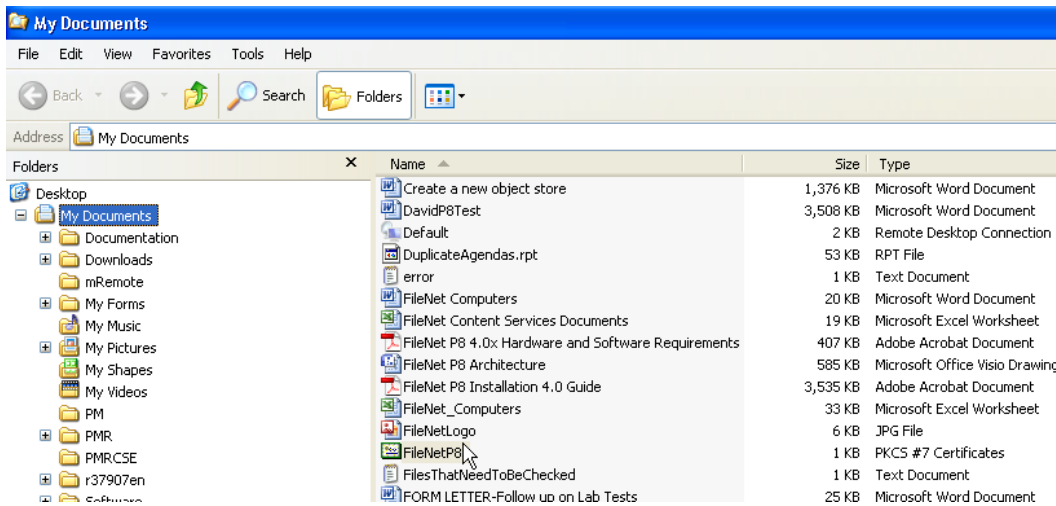 My Documents
File Edit View Favorites Tools Help
Back Search Folders
Address My Documents
Folders
Desktop
My Documents
Documentation
Downloads
mRemote
My Forms
My Music
My Pictures
My Shapes
My Videos
PM
PMR
PMRCSE
r37907en
Software
Name Size Type
Create a new object store 1,376 KB Microsoft Word Document
DavidP8Test 3,508 KB Microsoft Word Document
Default 2 KB Remote Desktop Connection
DuplicateAgendas.rpt 53 KB RPT File
error 1 KB Text Document
FileNet Computers 20 KB Microsoft Word Document
FileNet Content Services Documents 19 KB Microsoft Excel Worksheet
FileNet P8 4.0x Hardware and Software Requirements 407 KB Adobe Acrobat Document
FileNet P8 Architecture 585 KB Microsoft Office Visio Drawing
FileNet P8 Installation 4.0 Guide 3,535 KB Adobe Acrobat Document
FileNet_Computers 33 KB Microsoft Excel Worksheet
FileNetLogo 6 KB JPG File
FileNetP8 1 KB PKCS #7 Certificates
FilesThatNeedToBeChecked 1 KB Text Document
FORM LETTER-Follow up on Lab Tests 25 KB Microsoft Word Document